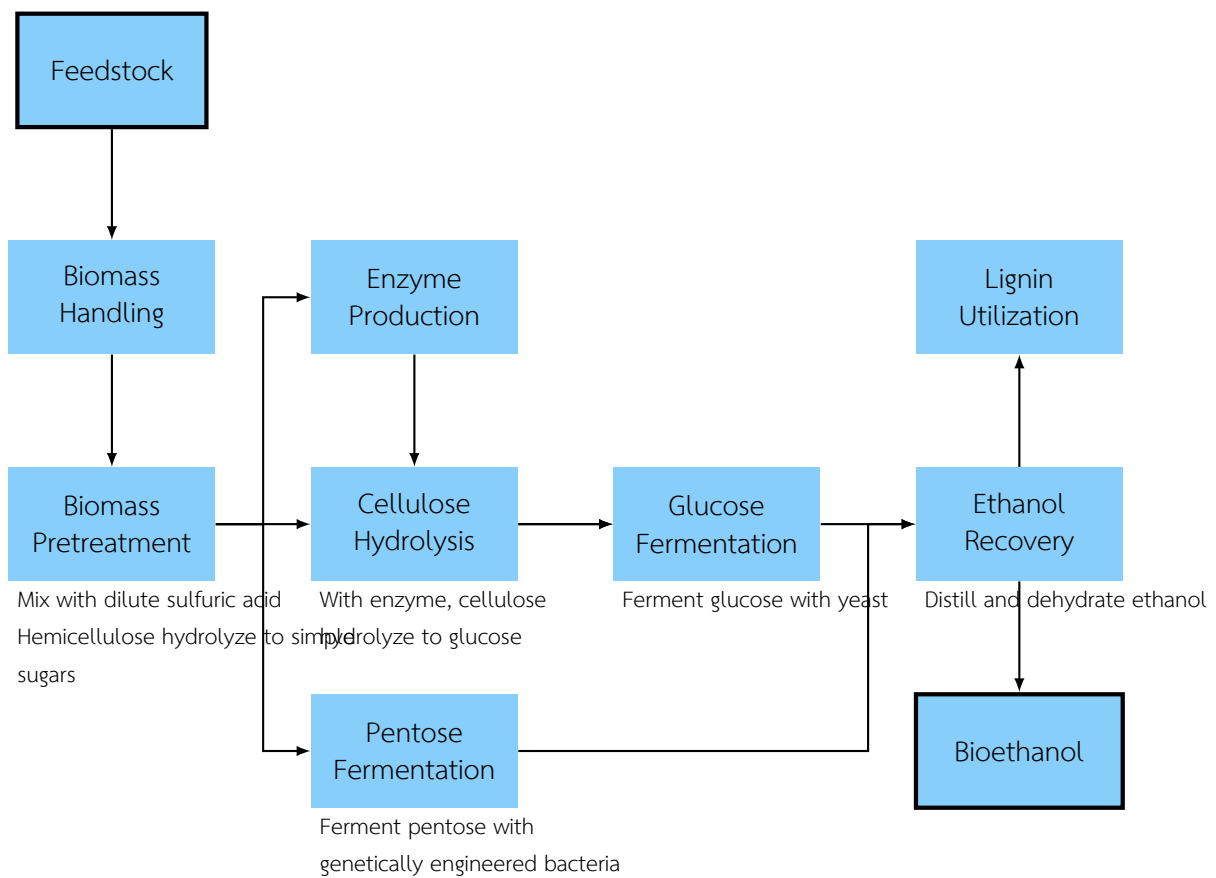 Feedstock
Biomass
Handling
Enzyme
Production
Lignin
Utilization
Biomass
Pretreatment
Cellulose
Hydrolysis
Glucose
Fermentation
Ethanol
Recovery
Mix with dilute sulfuric acid
Hemicellulose hydrolyze to simple
sugars
With enzyme, cellulose
hydrolyze to glucose
Ferment glucose with yeast
Distill and dehydrate ethanol
Pentose
Fermentation
Bioethanol
Ferment pentose with
genetically engineered bacteria